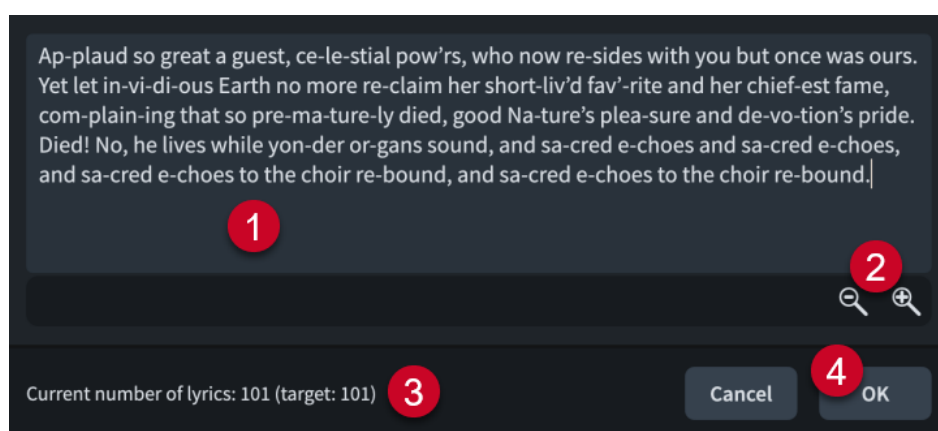 Ap-plaud so great a guest, ce-le-stial pow’rs, who now re-sides with you but once was ours.
Yet let in-vi-di-ous Earth no more re-claim her short-liv’d fav’-rite and her chief-est fame,
com-plain-ing that so pre-ma-ture-ly died, good Na-ture’s plea-sure and de-vo-tion’s pride.
Died! No, he lives while yon-der or-gans sound, and sa-cred e-choes and sa-cred e-choes,
and sa-cred e-choes to the choir re-bound, and sa-cred e-choes to the choir re-bound.
1
2
Current number of lyrics: 101 (target: 101)
3
Cancel
4
OK